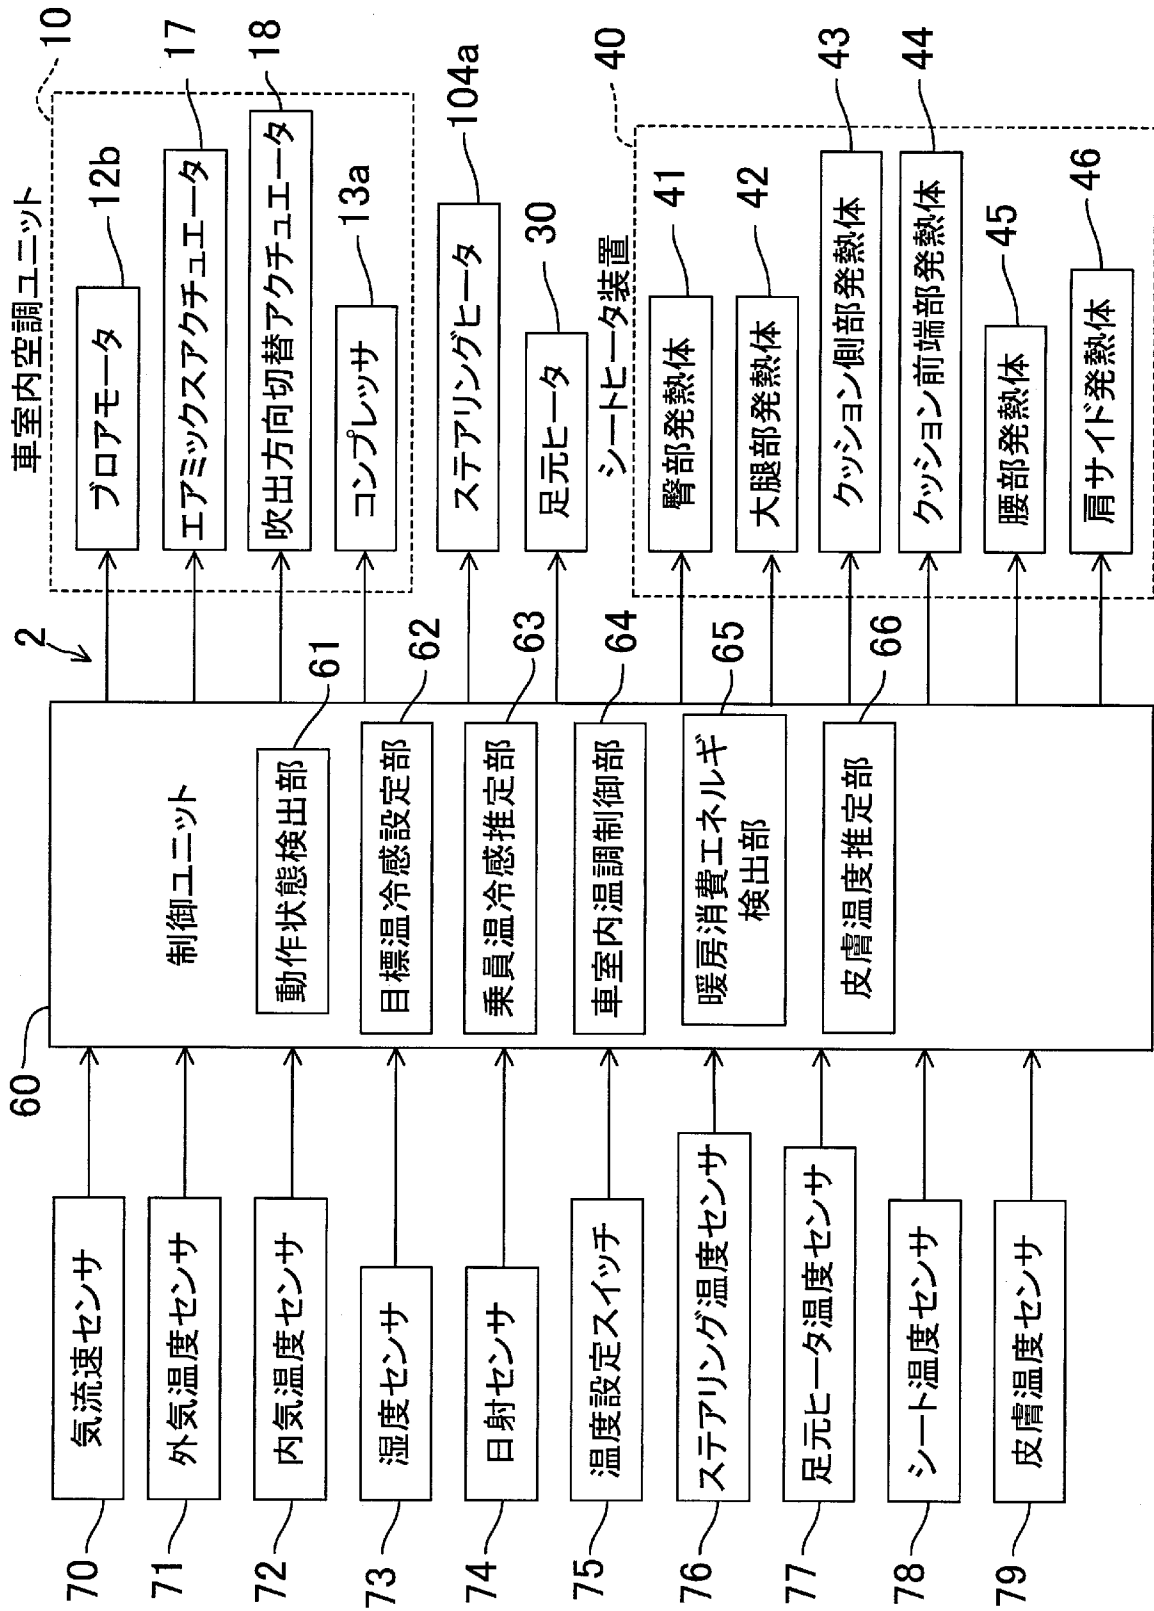 2
70
気流速センサ
71
外気温度センサ
72
内気温度センサ
73
湿度センサ
74
日射センサ
75
温度設定スイッチ
76
ステアリング温度センサ
77
足元ヒータ温度センサ
78
シート温度センサ
79
皮膚温度センサ
60
制御ユニット
動作状態検出部
61
目標温冷感設定部
62
乗員温冷感推定部
63
車室内温調制御部
64
暖房消費エネルギ
検出部
65
皮膚温度推定部
66
車室内空調ユニット
10
ブロアモータ
12b
エアミックスアクチュエータ
17
吹出方向切替アクチュエータ
18
コンプレッサ
13a
ステアリングヒータ
104a
足元ヒータ
30
シートヒータ装置
40
臀部発熱体
41
大腿部発熱体
42
クッション側部発熱体
43
クッション前端部発熱体
44
腰部発熱体
45
肩サイド発熱体
46